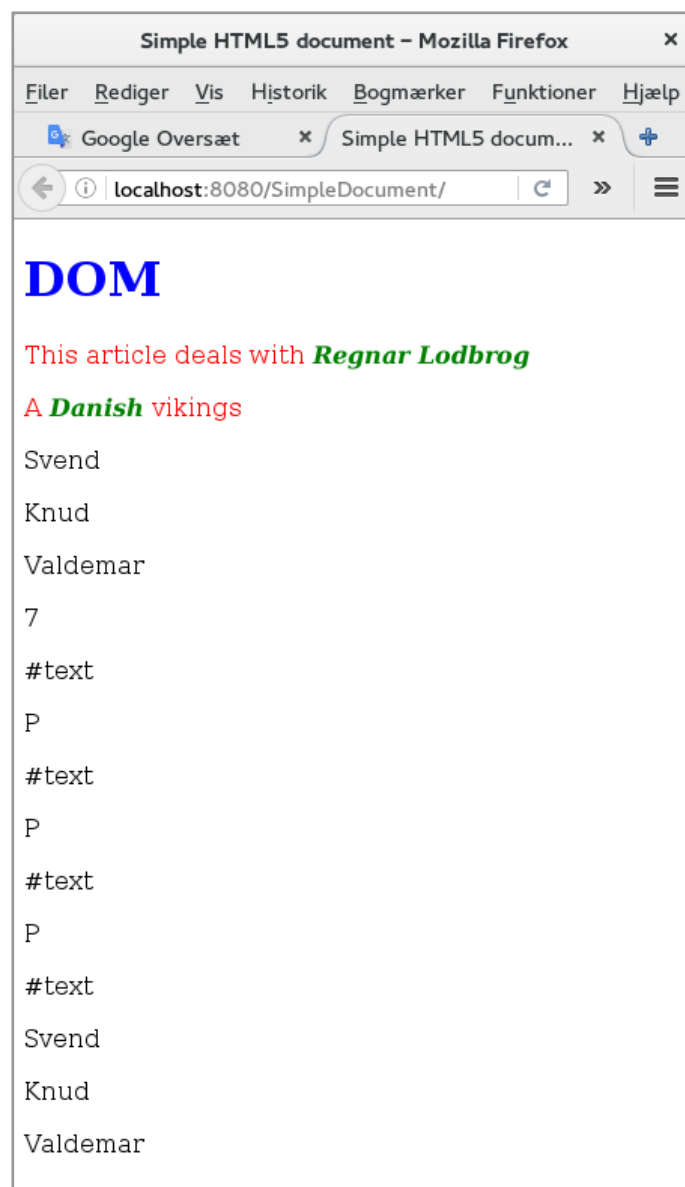 Simple HTML5 document – Mozilla Firefox ×
Filer Rediger Vis Historik Bogmærker Funktioner Hjælp
Google Oversæt × Simple HTML5 docum... ×
localhost:8080/SimpleDocument/ »
DOM
This article deals with Regnar Lodbrog
A Danish vikings
Svend
Knud
Valdemar
7
#text
P
#text
P
#text
P
#text
Svend
Knud
Valdemar